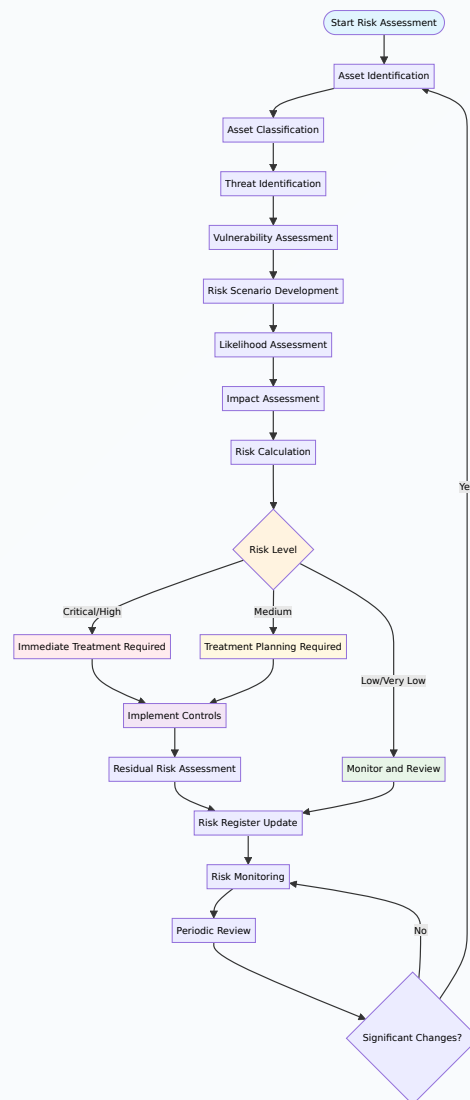 Start Risk Assessment
Asset Identification
Asset Classification
Threat Identification
Vulnerability Assessment
Risk Scenario Development
Likelihood Assessment
Impact Assessment
Risk Calculation
Ye
Risk Level
Critical/High
Medium
Immediate Treatment Required
Treatment Planning Required
Low/Very Low
Implement Controls
Residual Risk Assessment
Monitor and Review
Risk Register Update
Risk Monitoring
Periodic Review
No
Significant Changes?